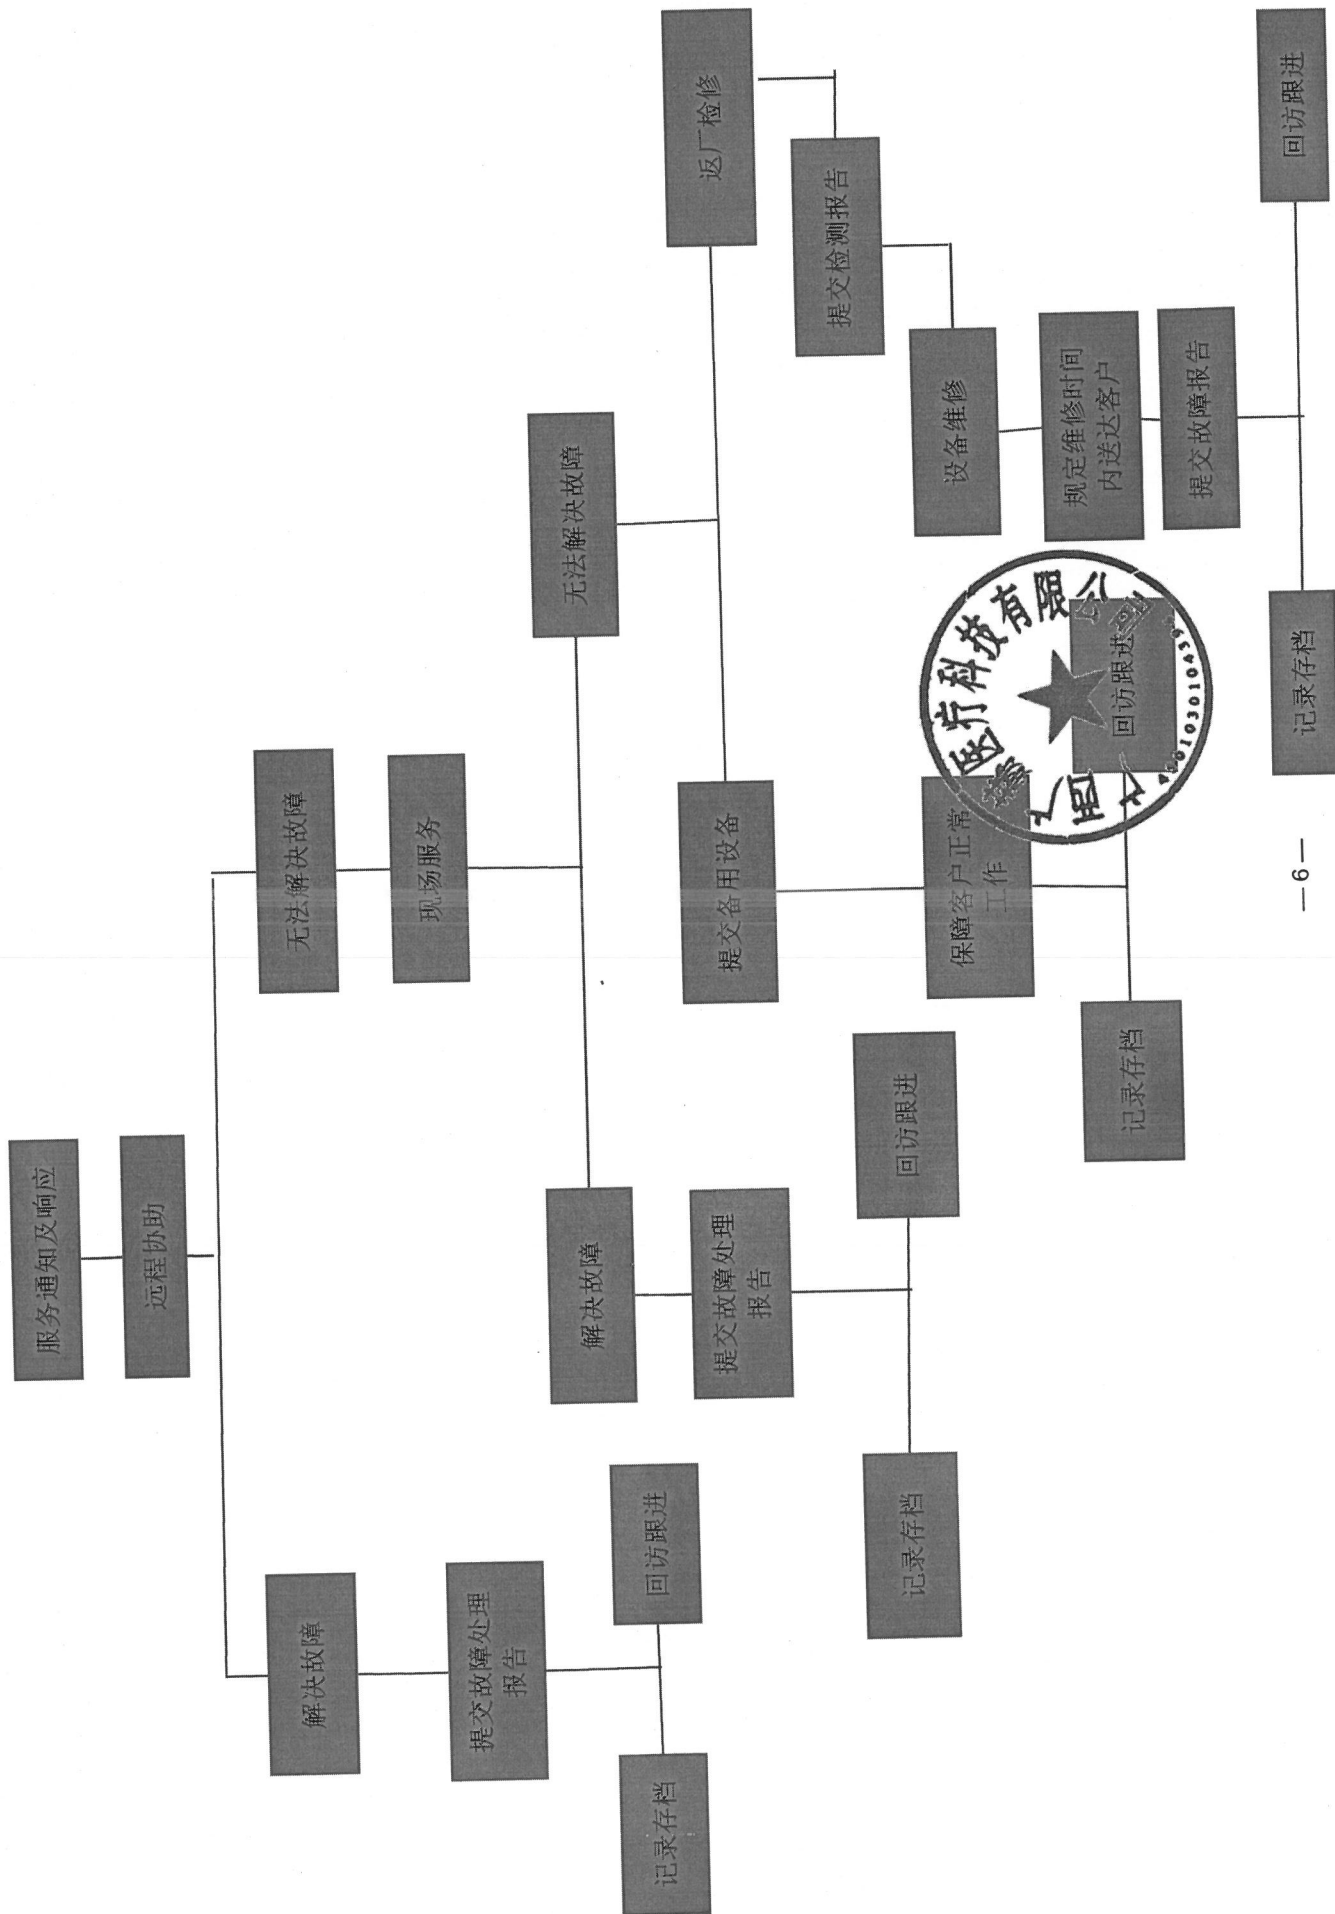 服务通知及响应
远程协助
解决故障
无法解决故障
提交故障处理
报告
现场服务
记录存档
回访跟进
解决故障
无法解决故障
提交故障处理
报告
提交备用设备
返厂检修
记录存档
回访跟进
保障客户正常
工作
提交检测报告
记录存档
回访跟进
设备维修
规定维修时间
内送达客户
提交故障报告
记录存档
回访跟进
医疗科技有限公
—6—